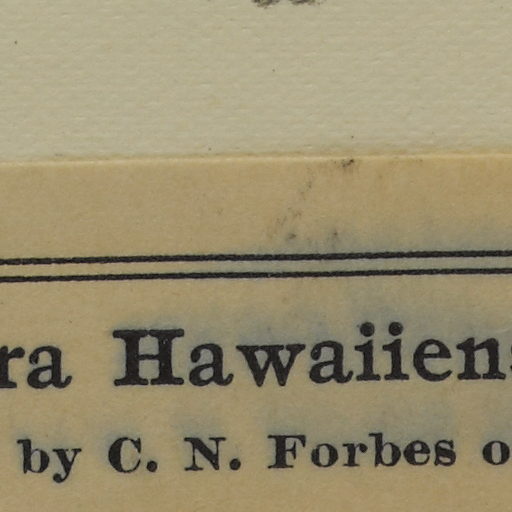 ra Hawaiiens
by C. N. Forbes o